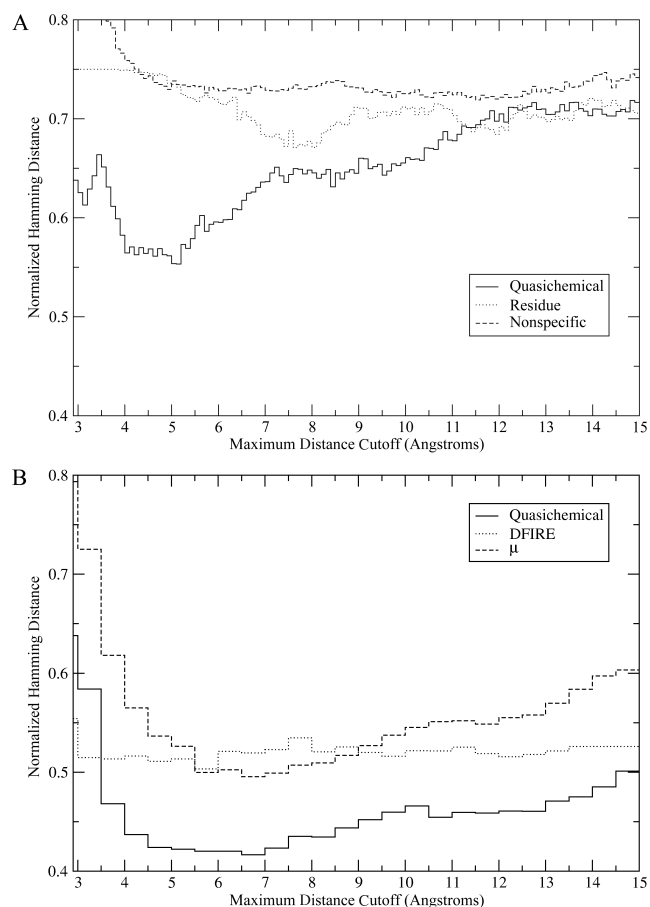 A
0.8
0.7
0.6
0.5
0.4
Normalized Hamming Distance
Quasichemical
Residue
Nonspecific
3 4 5 6 7 8 9 10 11 12 13 14 15
Maximum Distance Cutoff (Angstroms)
B
0.8
0.7
0.6
0.5
0.4
Normalized Hamming Distance
Quasichemical
DFIRE
μ
3 4 5 6 7 8 9 10 11 12 13 14 15
Maximum Distance Cutoff (Angstroms)